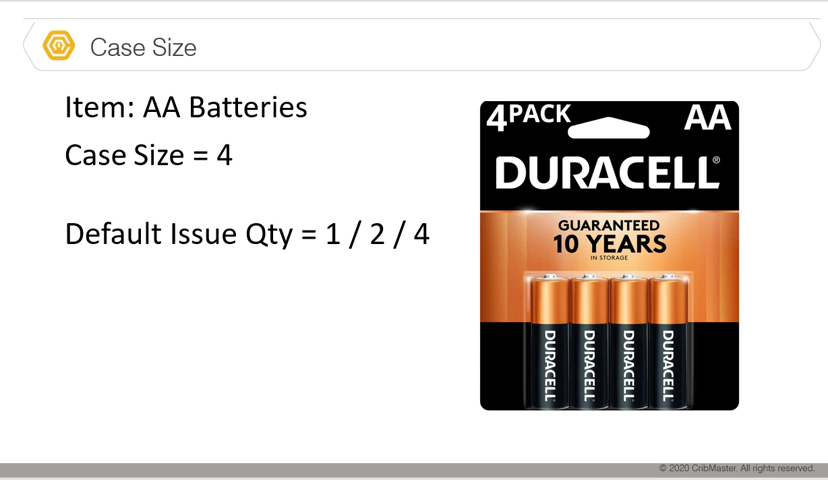 Case Size
Item: AA Batteries
Case Size = 4
Default Issue Qty = 1 / 2 / 4
4PACK
AA
DURACELL®
GUARANTEED
10 YEARS
IN STORAGE
DURACELL
DURACELL
DURACELL
DURACELL
© 2020 CribMaster. All rights reserved.